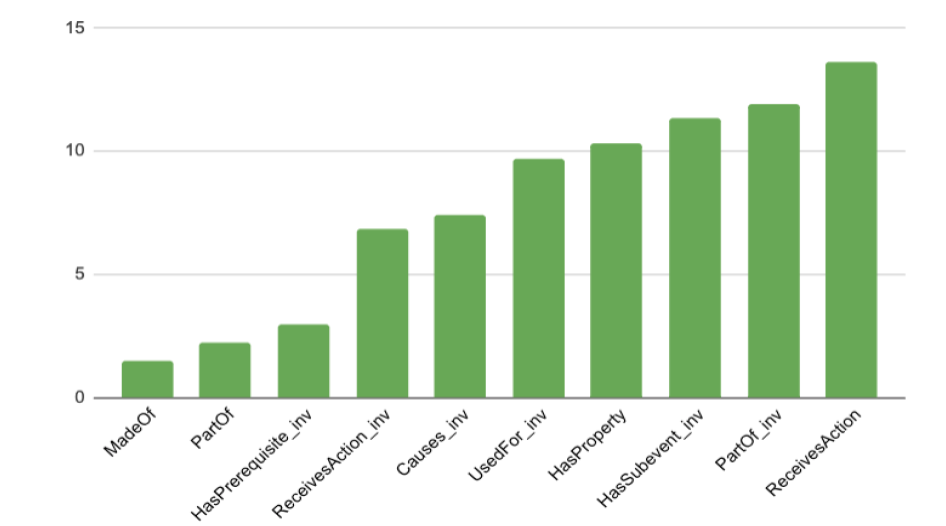 15
10
5
0
MadeOf
PartOf
HasPrerequisite_inv
ReceivesAction_inv
Causes_inv
UsedFor_inv
HasProperty
HasSubevent_inv
PartOf_inv
ReceivesAction